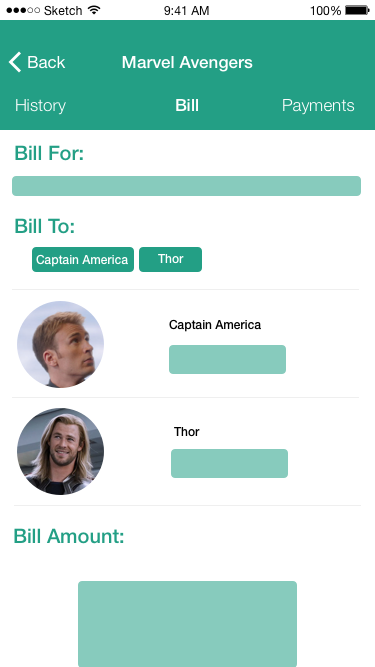 Sketch 9:41 AM 100%
Back Marvel Avengers
History Bill Payments
Bill For:
Bill To:
Captain America Thor
Captain America
Thor
Bill Amount: